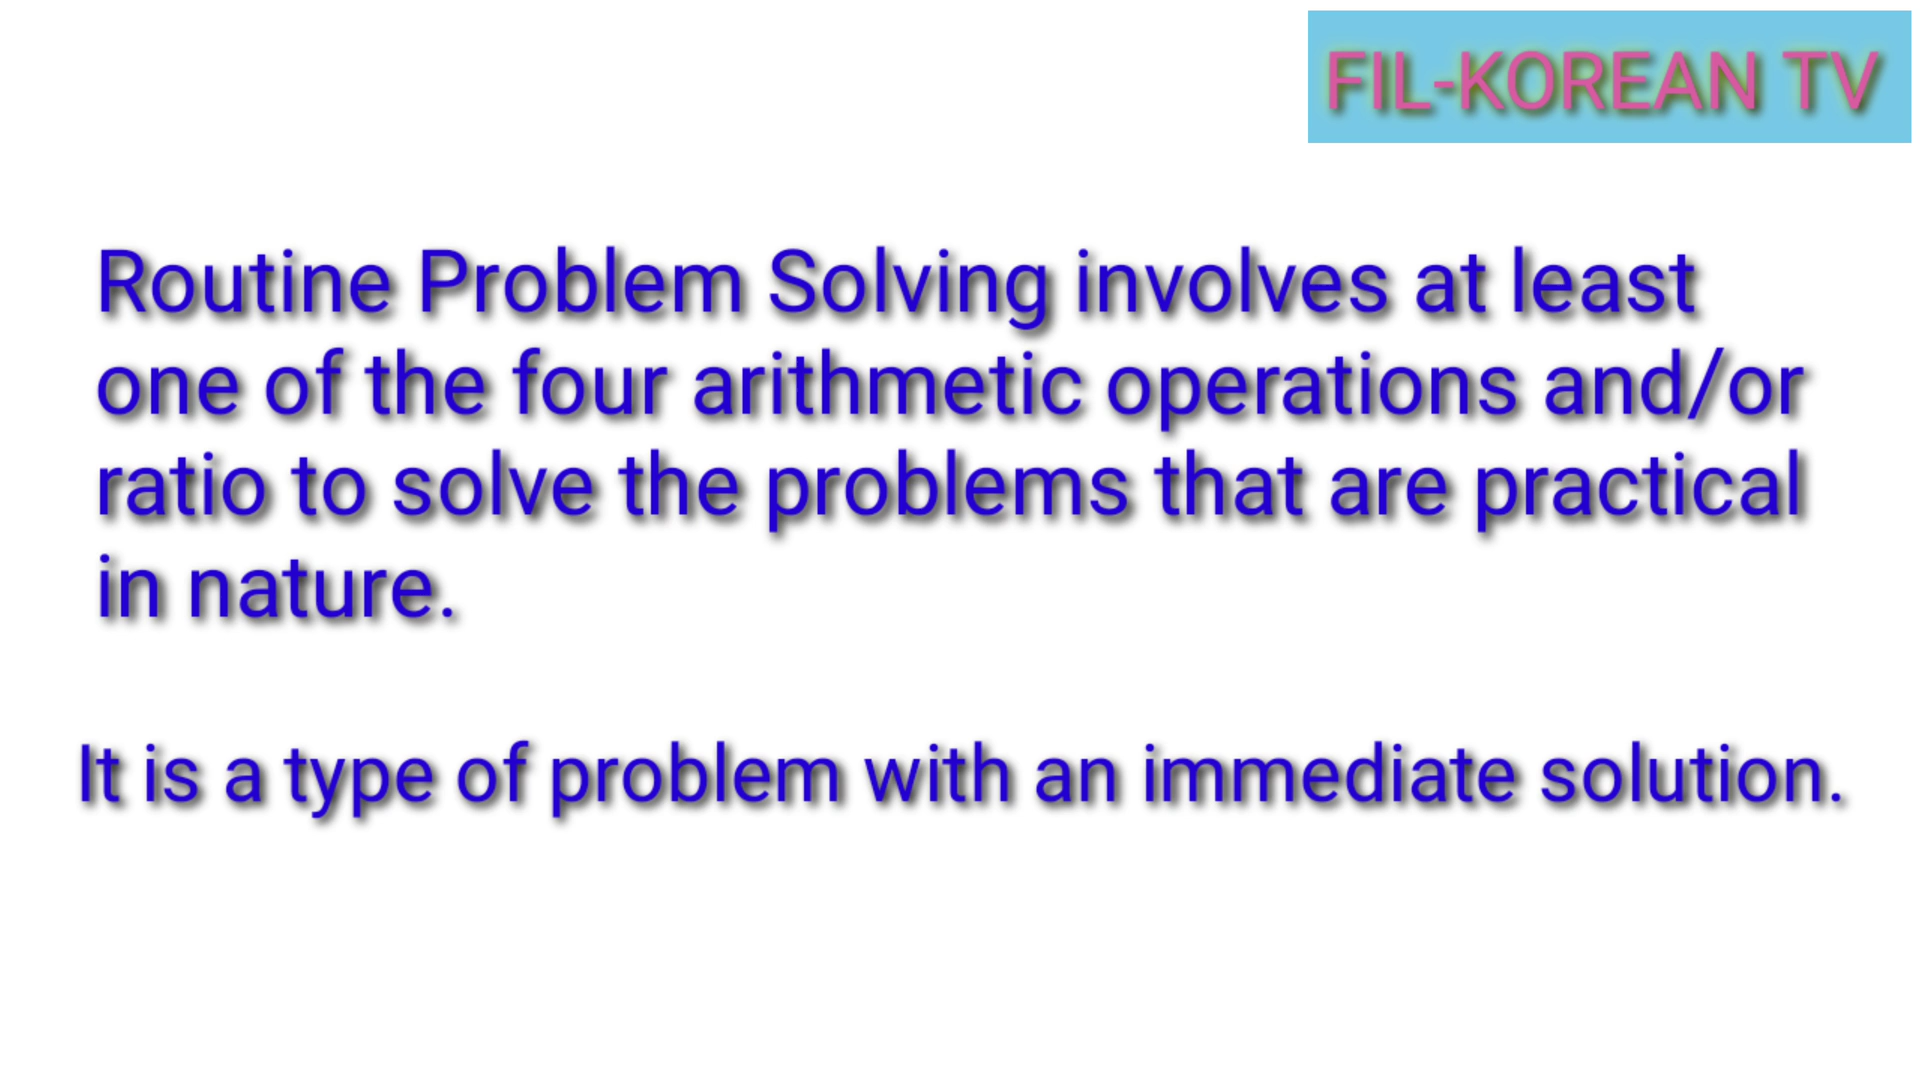 FIL-KOREAN TV
Routine Problem Solving involves at least
one of the four arithmetic operations and/or
ratio to solve the problems that are practical
in nature.
It is a type of problem with an immediate solution.